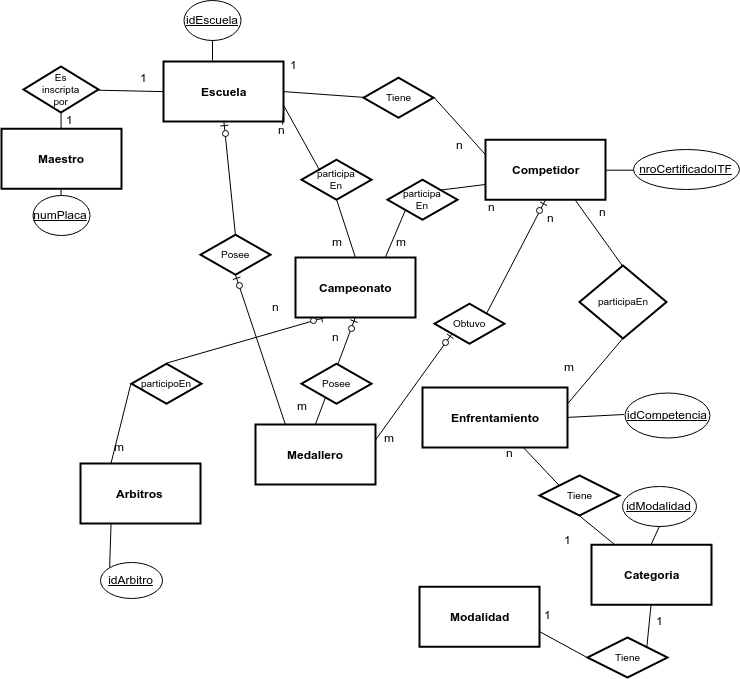 idEscuela
Es
inscripta
por
1
Escuela
1
Tiene
1
n
n
Maestro
participa
En
participa
En
Competidor
nroCertificadoITF
numPlaca
n
n
n
m
m
Posee
Campeonato
participaEn
n
Obtuvo
n
participoEn
Posee
m
m
m
Enfrentamiento
idCompetencia
m
Medallero
n
Arbitros
Tiene
idModalidad
1
idArbitro
Categoria
Modalidad
1
1
Tiene